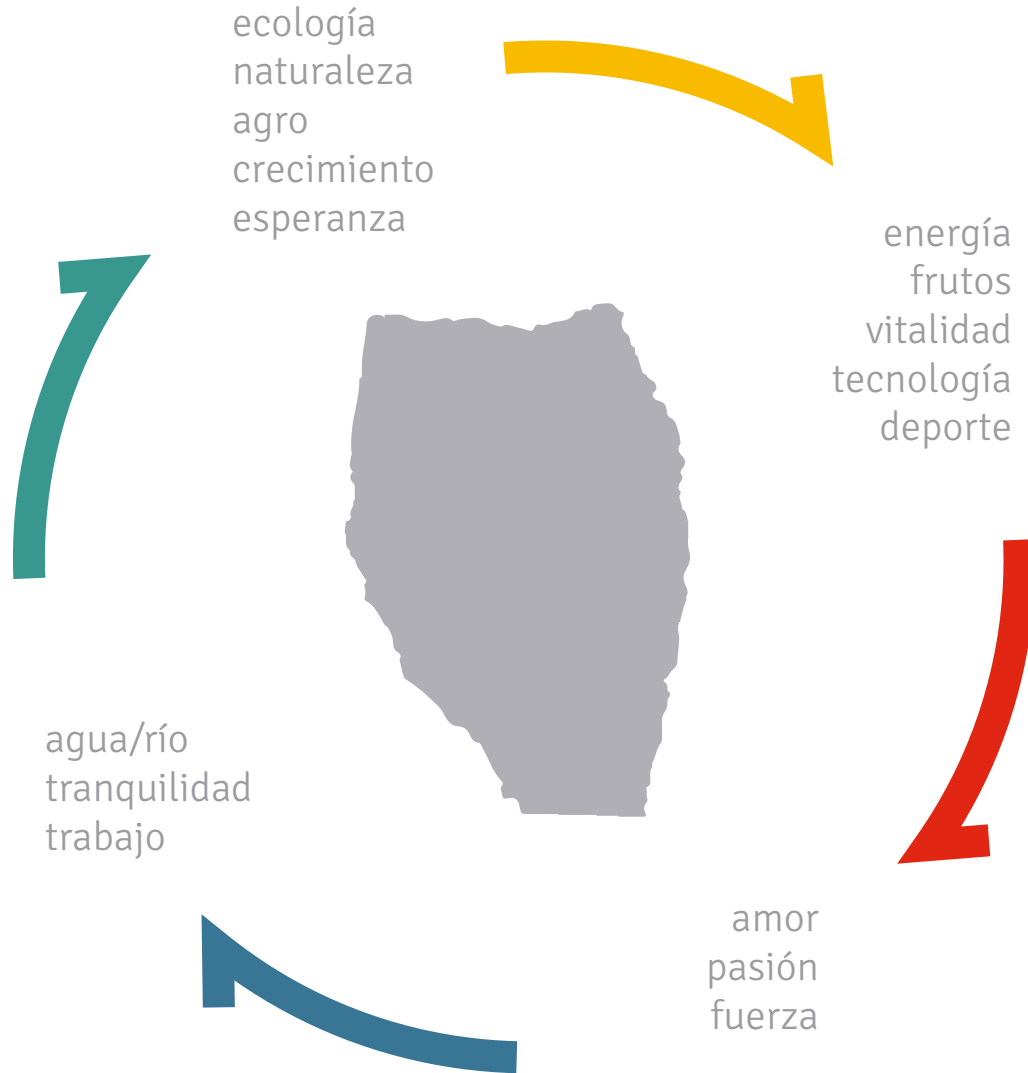 ecología
naturaleza
agro
crecimiento
esperanza
energía
frutos
vitalidad
tecnología
deporte
agua/río
tranquilidad
trabajo
amor
pasión
fuerza